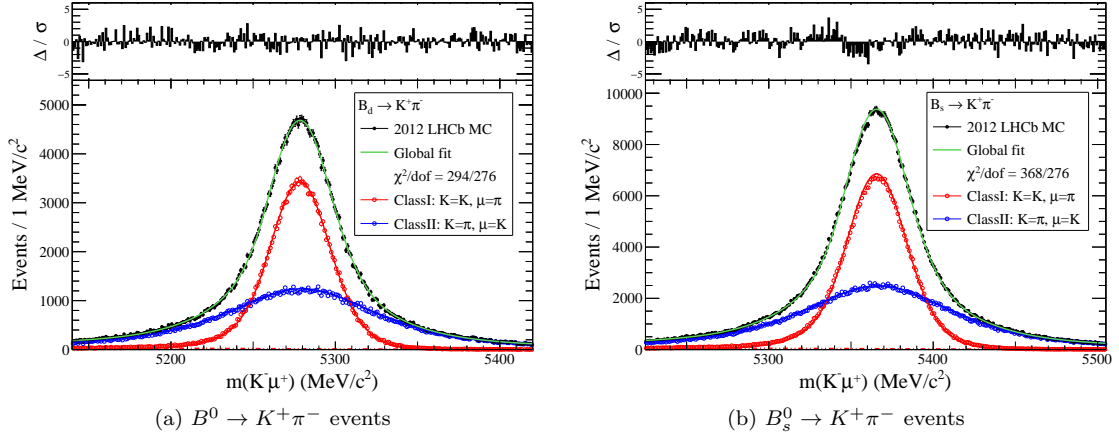 Δ / σ
5
0
−5
Events / 1 MeV/c²
5000
4000
3000
2000
1000
0
B_d → K⁺π⁻
2012 LHCb MC
Global fit
χ²/dof = 294/276
ClassI: K=K, μ=π
ClassII: K=π, μ=K
5200 5300 5400
m(K⁻μ⁺) (MeV/c²)
(a) B⁰ → K⁺π⁻ events
Δ / σ
5
0
−5
Events / 1 MeV/c²
10000
8000
6000
4000
2000
0
B_s → K⁺π⁻
2012 LHCb MC
Global fit
χ²/dof = 368/276
ClassI: K=K, μ=π
ClassII: K=π, μ=K
5300 5400 5500
m(K⁻μ⁺) (MeV/c²)
(b) B⁰_s → K⁺π⁻ events